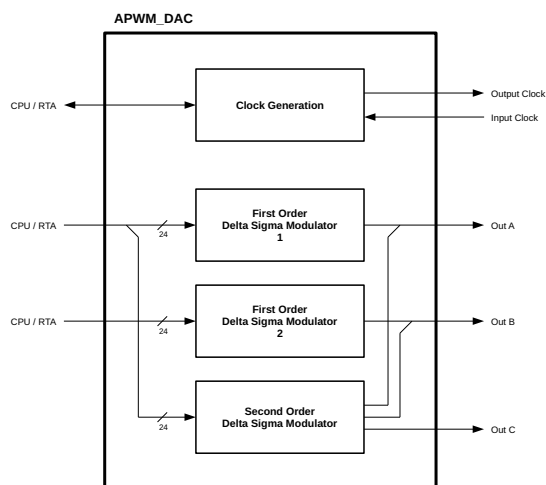 APWM_DAC
CPU / RTA
Clock Generation
Output Clock
Input Clock
CPU / RTA
24
First Order
Delta Sigma Modulator
1
Out A
CPU / RTA
24
First Order
Delta Sigma Modulator
2
Out B
24
Second Order
Delta Sigma Modulator
Out C